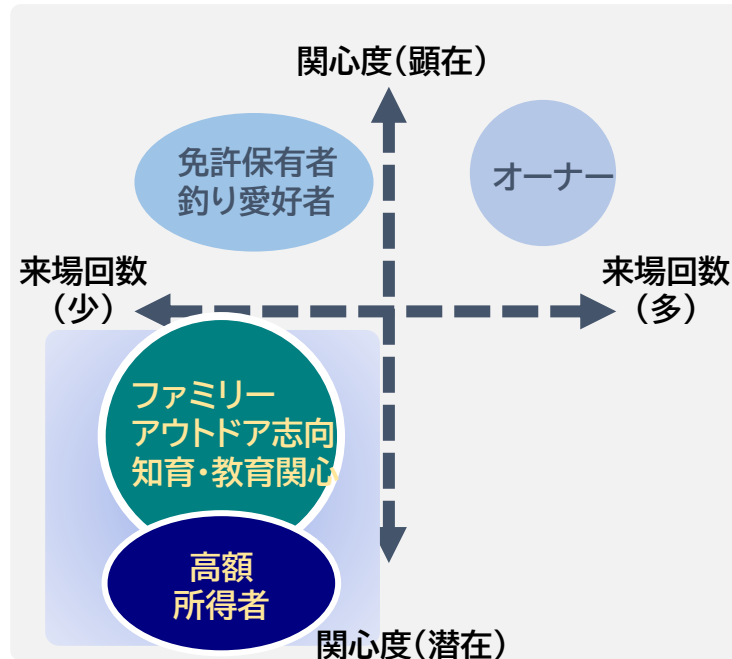 関心度(顕在)
免許保有者
釣り愛好者
オーナー
来場回数
(少)
来場回数
(多)
ファミリー
アウトドア志向
知育・教育関心
高額
所得者
関心度(潜在)